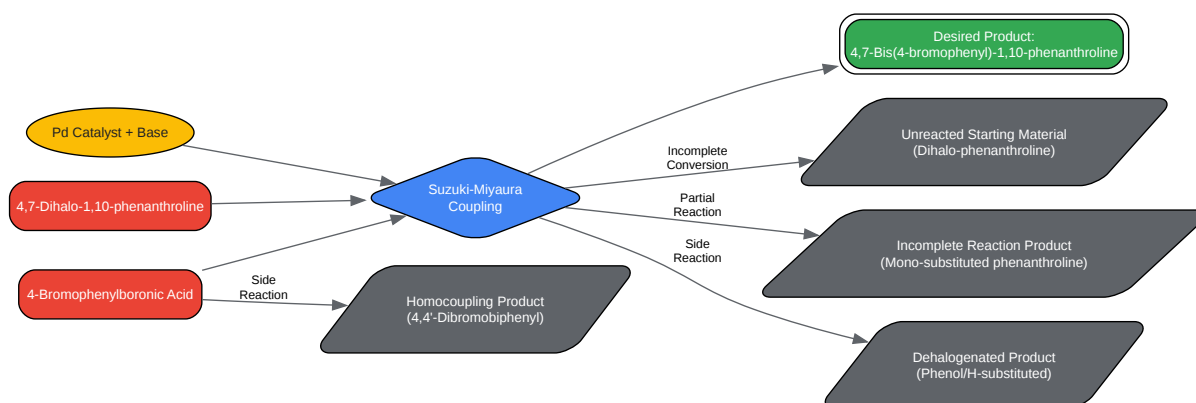 Pd Catalyst + Base
4,7-Dihalo-1,10-phenanthroline
4-Bromophenylboronic Acid
Side
Reaction
Homocoupling Product
(4,4'-Dibromobiphenyl)
Suzuki-Miyaura
Coupling
Incomplete
Conversion
Partial
Reaction
Side
Reaction
Desired Product:
4,7-Bis(4-bromophenyl)-1,10-phenanthroline
Unreacted Starting Material
(Dihalo-phenanthroline)
Incomplete Reaction Product
(Mono-substituted phenanthroline)
Dehalogenated Product
(Phenol/H-substituted)